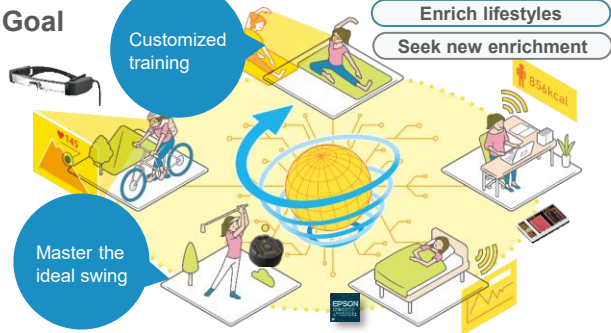 Goal
Customized
training
Enrich lifestyles
Seek new enrichment
856kcal
145
Master the
ideal swing
EPSON